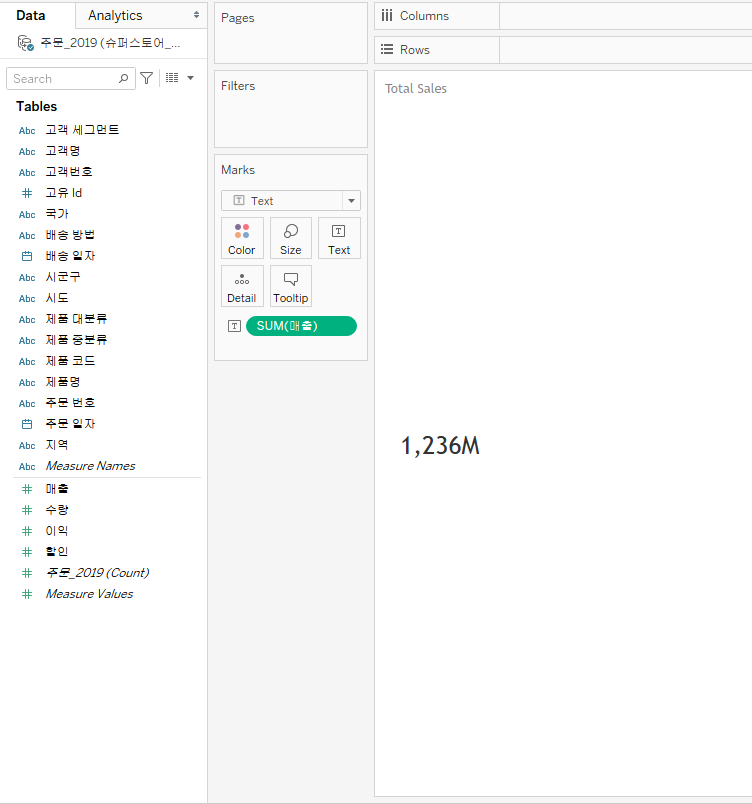 Data
Analytics
주문_2019 (슈퍼스토어_...
Search
Tables
Abc 고객 세그먼트
Abc 고객명
Abc 고객번호
# 고유 Id
Abc 국가
Abc 배송 방법
배송 일자
Abc 시군구
Abc 시도
Abc 제품 대분류
Abc 제품 중분류
Abc 제품 코드
Abc 제품명
Abc 주문 번호
주문 일자
Abc 지역
Abc Measure Names
# 매출
# 수량
# 이익
# 할인
# 주문_2019 (Count)
# Measure Values
Pages
Filters
Marks
T Text
Color
Size
T Text
Detail
Tooltip
T SUM(매출)
Columns
Rows
Total Sales
1,236M